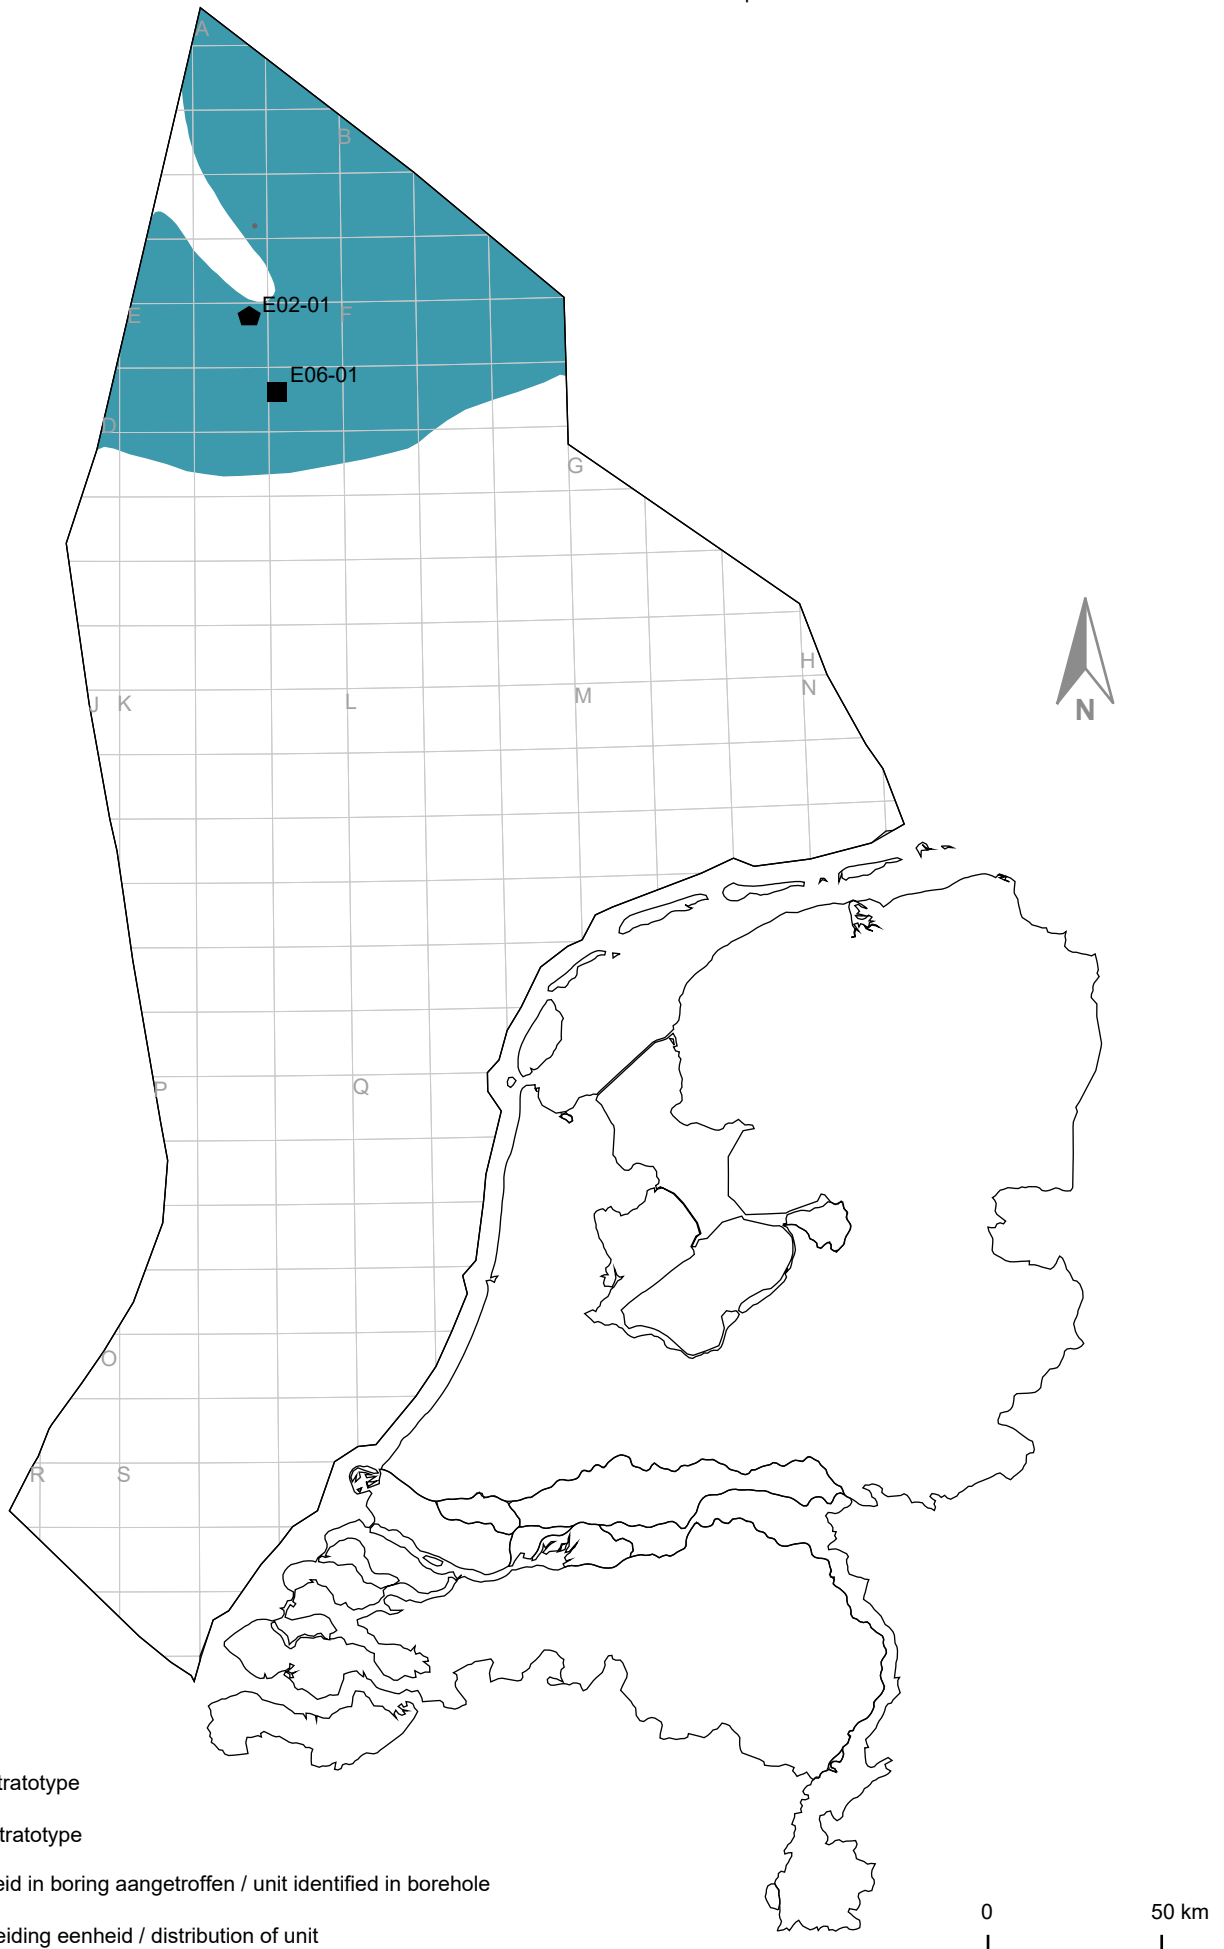 A
B
E02-01
E
F
E06-01
D
G
H
N
J K
L
M
N
P
Q
O
R
S
tratotype
tratotype
eid in boring aangetroffen / unit identified in borehole
eiding eenheid / distribution of unit
0
50 km